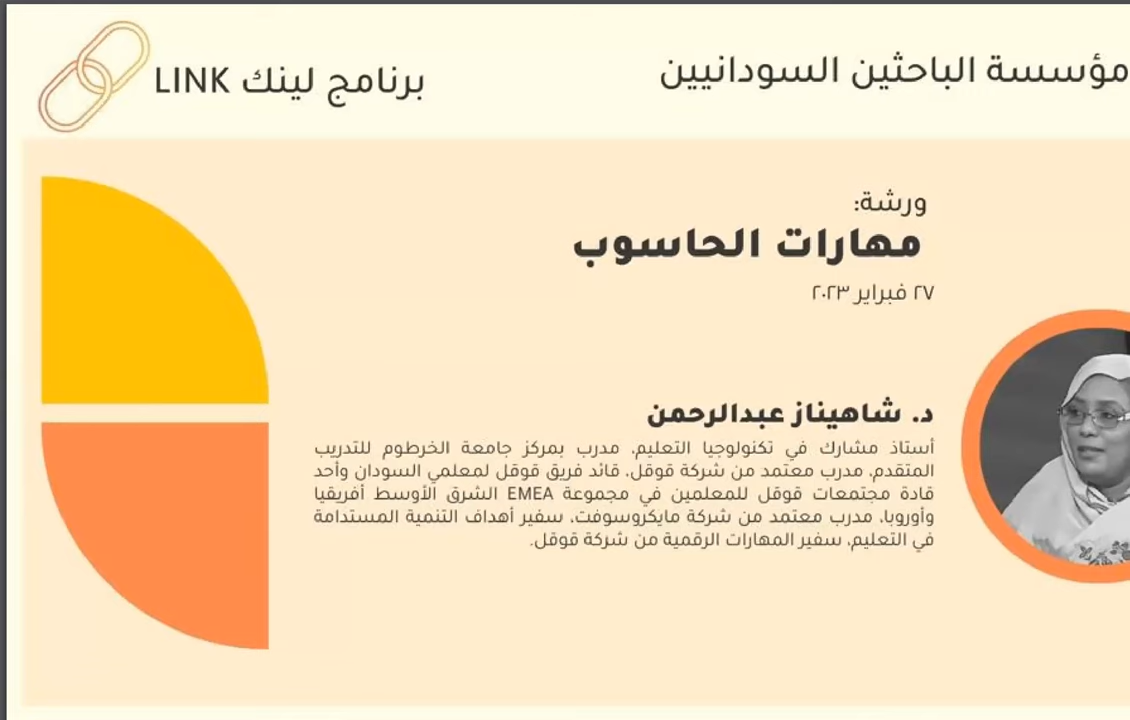 مؤسسة الباحثين السودانيين
برنامج لينك LINK
ورشة:
مهارات الحاسوب
٢٧ فبراير ٢٠٢٣
د. شاهيناز عبدالرحمن
أستاذ مشارك في تكنولوجيا التعليم، مدرب بمركز جامعة الخرطوم للتدريب
المتقدم، مدرب معتمد من شركة قوقل، قائد فريق قوقل لمعلمي السودان وأحد
قادة مجتمعات قوقل للمعلمين في مجموعة EMEA الشرق الأوسط أفريقيا
وأوروبا، مدرب معتمد من شركة مايكروسوفت، سفير أهداف التنمية المستدامة
في التعليم، سفير المهارات الرقمية من شركة قوقل.